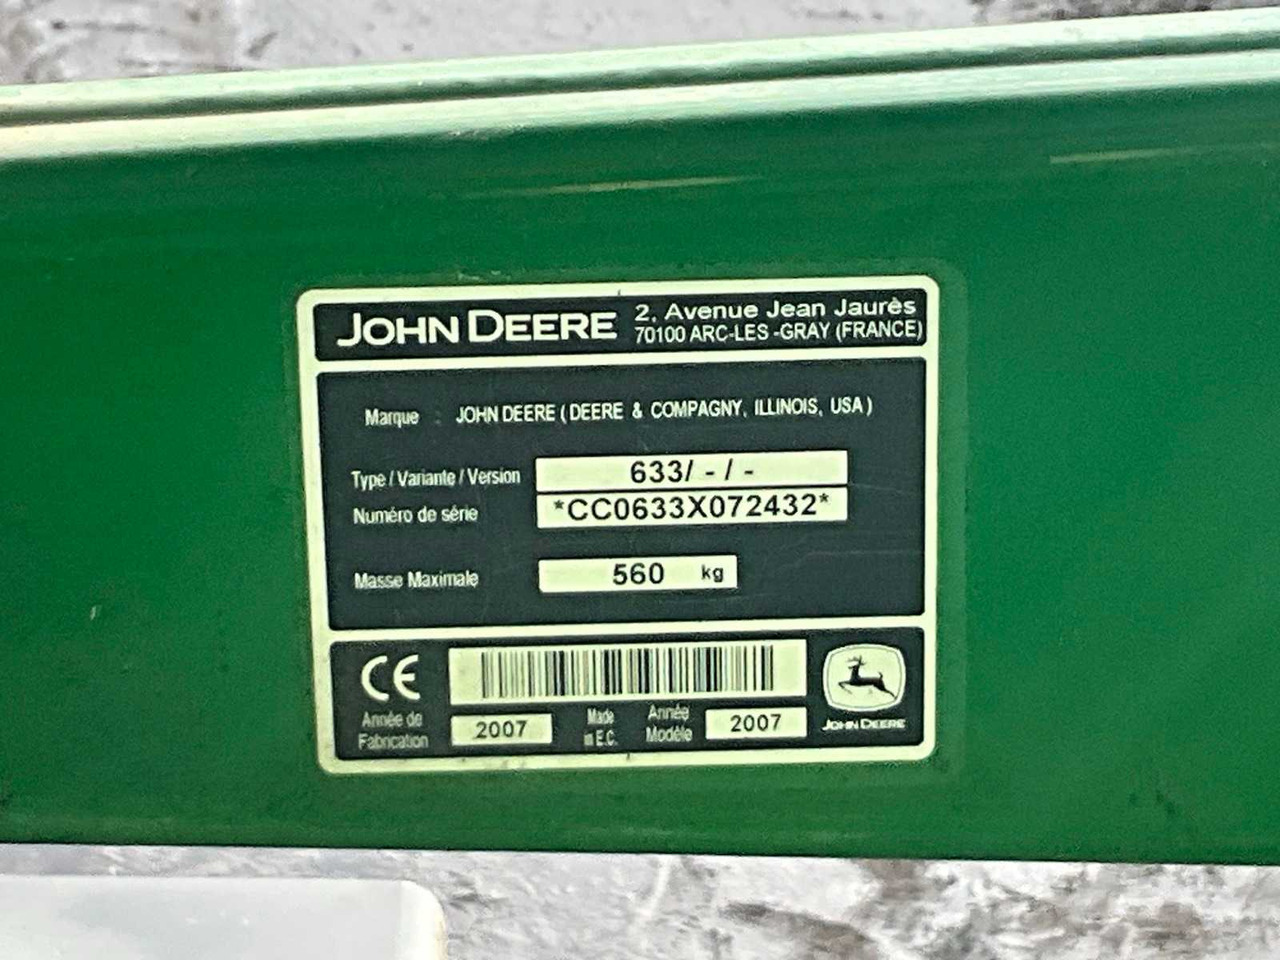 JOHN DEERE
2, Avenue Jean Jaurès
70100 ARC-LES -GRAY (FRANCE)
Marque : JOHN DEERE ( DEERE & COMPAGNY, ILLINOIS, USA )
Type / Variante / Version 633/ - / -
Numéro de série *CC0633X072432*
Masse Maximale 560 kg
CE
Année de Fabrication 2007
Made in E.C.
Année Modèle 2007
JOHN DEERE